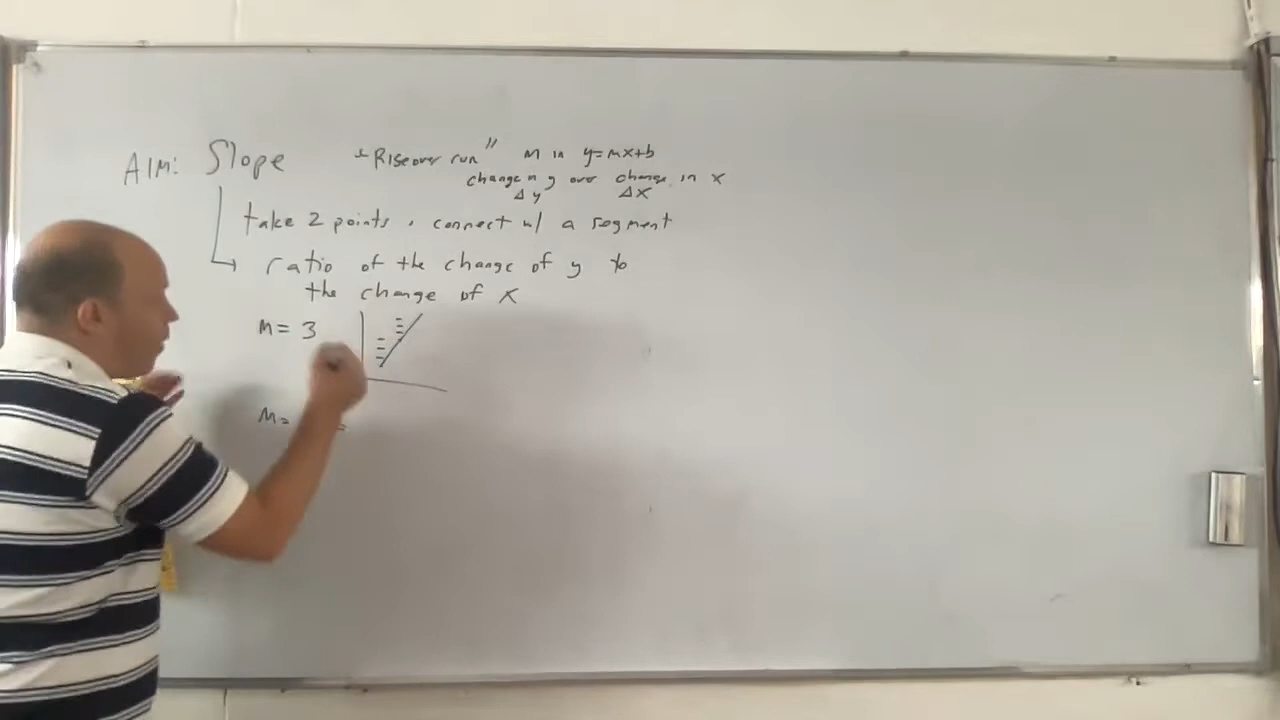 AIM: Slope "Rise over run" m in y=mx+b
change n y over change in x
Δy Δx
take 2 points, connect w/ a segment
ratio of the change of y to
the change of x
m= 3
m=